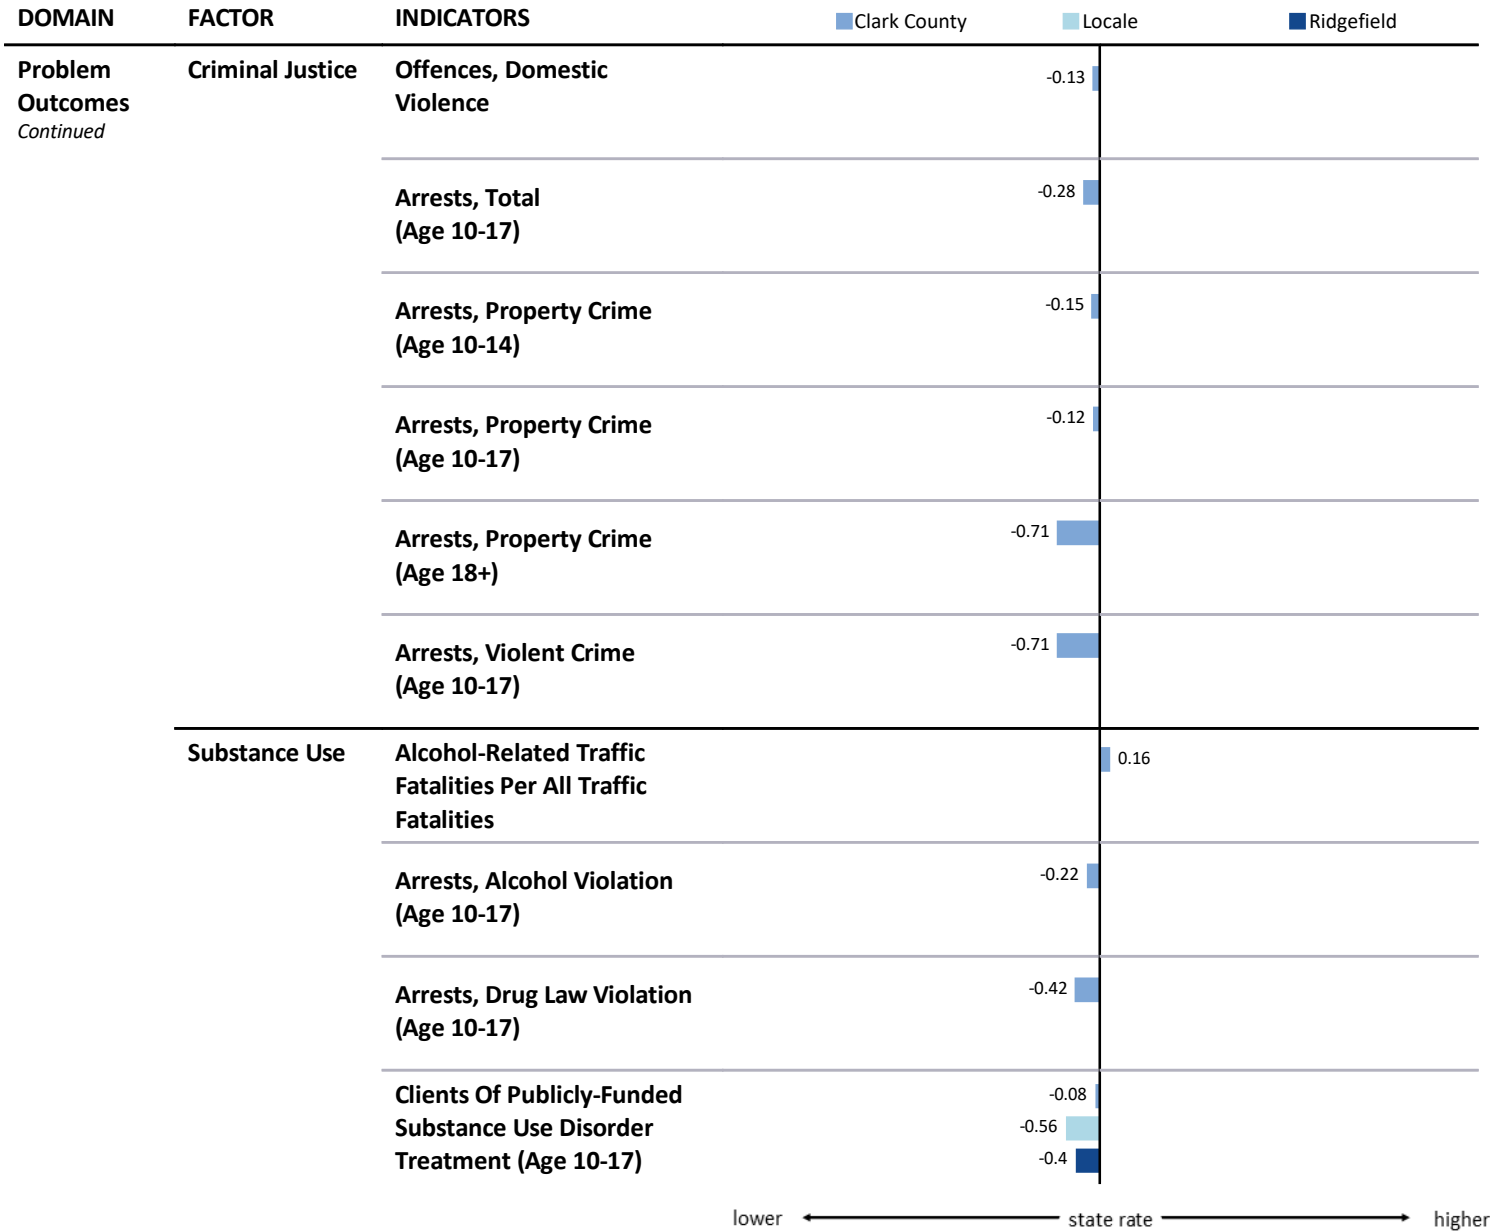 DOMAIN FACTOR INDICATORS Clark County Locale Ridgefield
Problem Criminal Justice Offences, Domestic -0.13
Outcomes Violence
Continued
Arrests, Total -0.28
(Age 10-17)
Arrests, Property Crime -0.15
(Age 10-14)
Arrests, Property Crime -0.12
(Age 10-17)
Arrests, Property Crime -0.71
(Age 18+)
Arrests, Violent Crime -0.71
(Age 10-17)
Substance Use Alcohol-Related Traffic 0.16
Fatalities Per All Traffic
Fatalities
Arrests, Alcohol Violation -0.22
(Age 10-17)
Arrests, Drug Law Violation -0.42
(Age 10-17)
Clients Of Publicly-Funded -0.08
Substance Use Disorder -0.56
Treatment (Age 10-17) -0.4
lower state rate higher